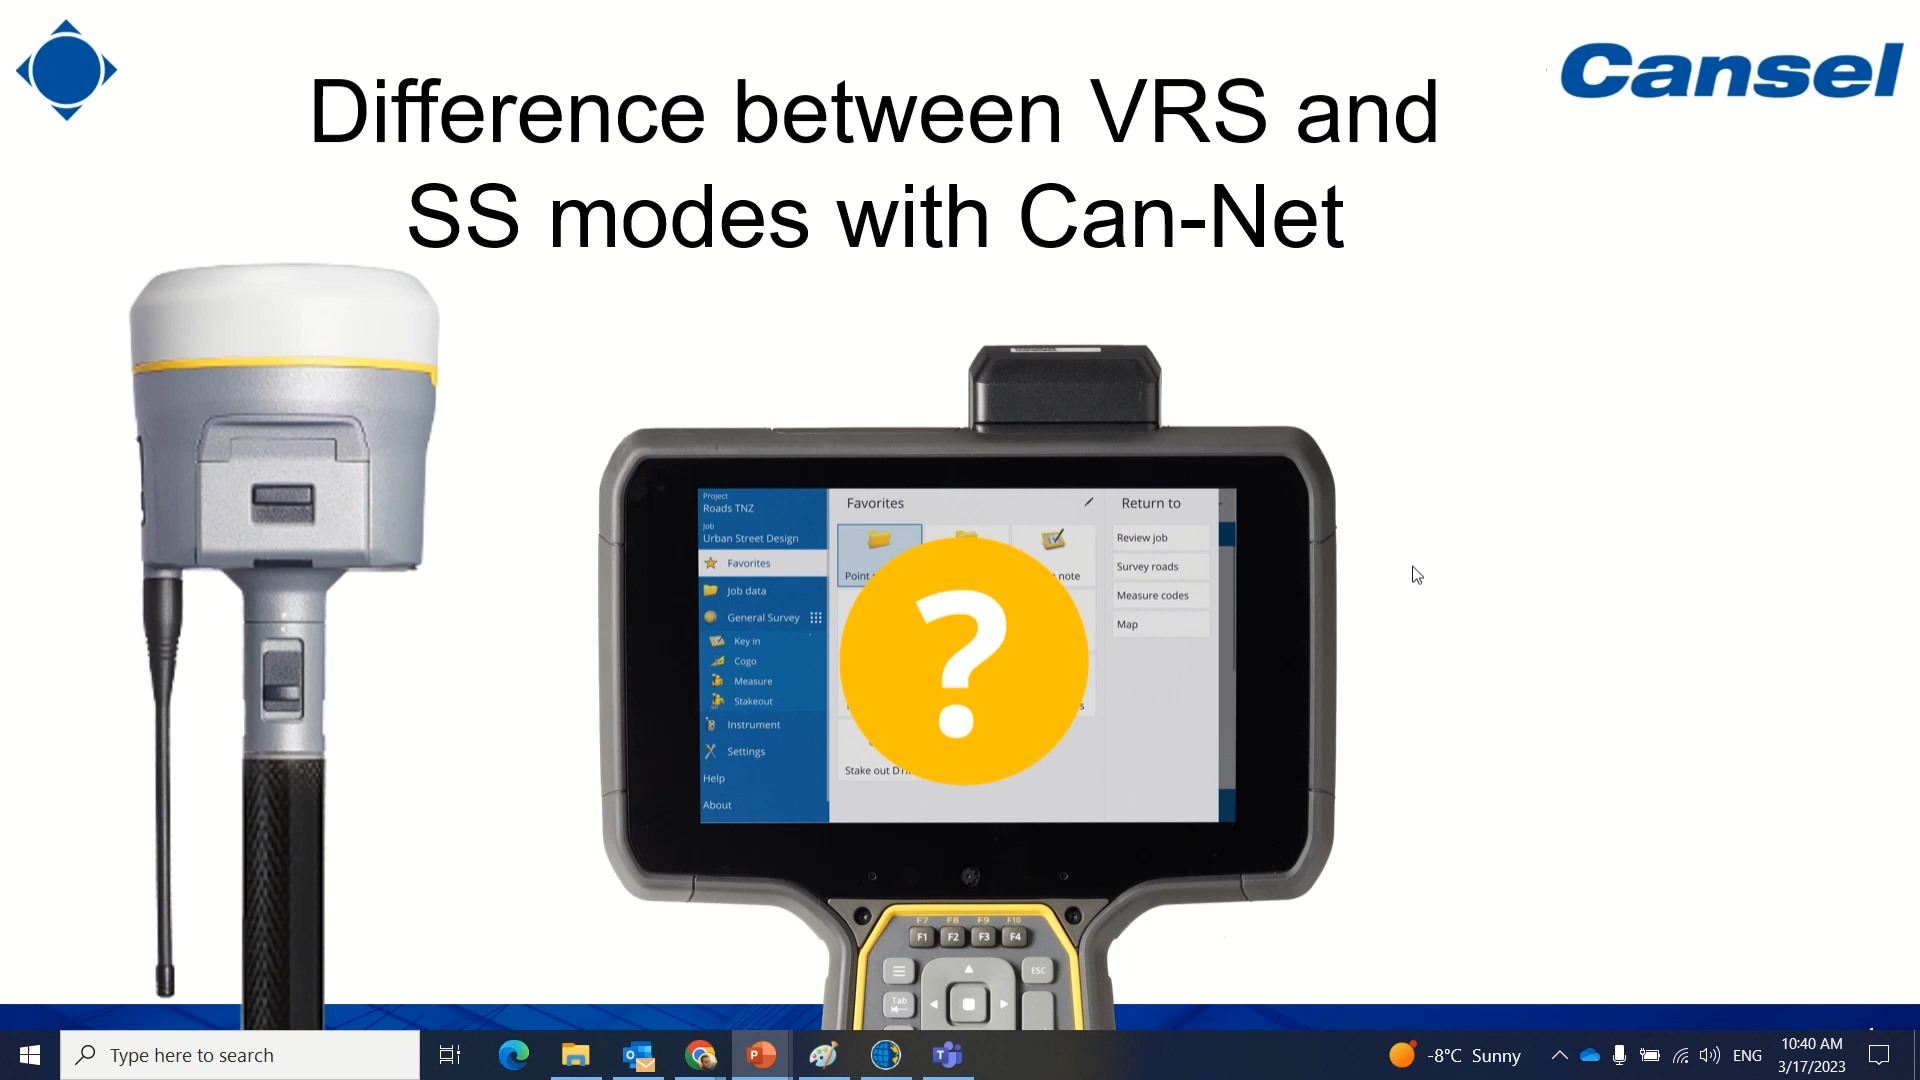 Cansel
Difference between VRS and
SS modes with Can-Net
Project
Roads TNZ
Job
Urban Street Design
Favorites
Job data
General Survey
Key in
Cogo
Measure
Stakeout
Instrument
Settings
Help
About
Favorites
Point
note
Stake out DT
Return to
Review job
Survey roads
Measure codes
Map
?
F7 F8 F9 F10
F1 F2 F3 F4
ESC
Tab
Type here to search
-8°C Sunny
ENG
10:40 AM
3/17/2023